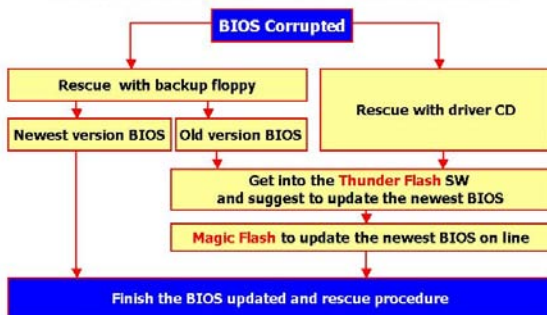 BIOS Corrupted
Rescue with backup floppy
Rescue with driver CD
Newest version BIOS
Old version BIOS
Get into the Thunder Flash SW
and suggest to update the newest BIOS
Magic Flash to update the newest BIOS on line
Finish the BIOS updated and rescue procedure